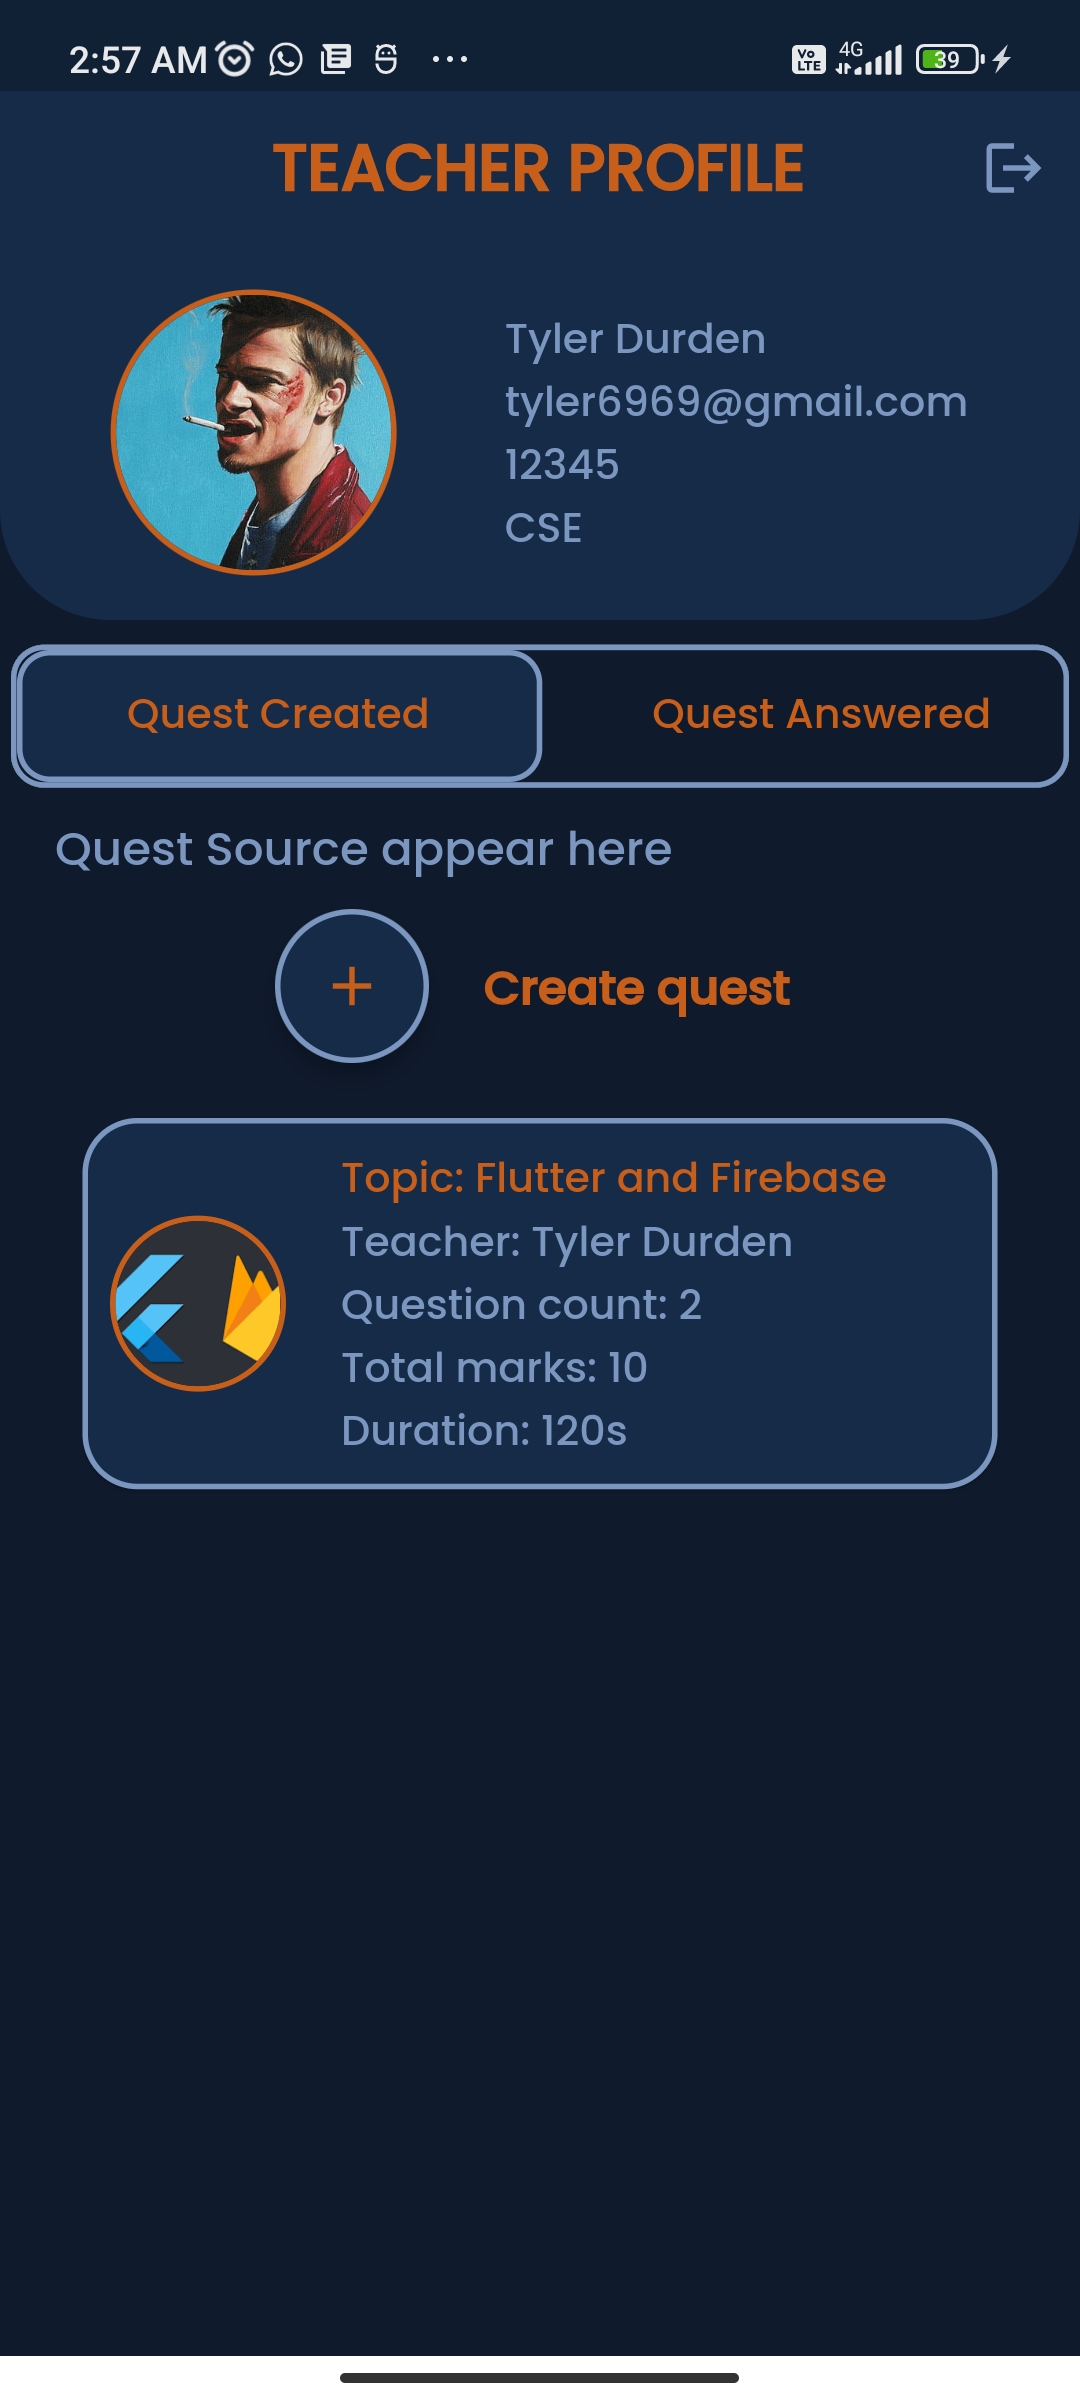 2:57 AM
Vo LTE 4G 39
TEACHER PROFILE
Tyler Durden
tyler6969@gmail.com
12345
CSE
Quest Created Quest Answered
Quest Source appear here
+ Create quest
Topic: Flutter and Firebase
Teacher: Tyler Durden
Question count: 2
Total marks: 10
Duration: 120s